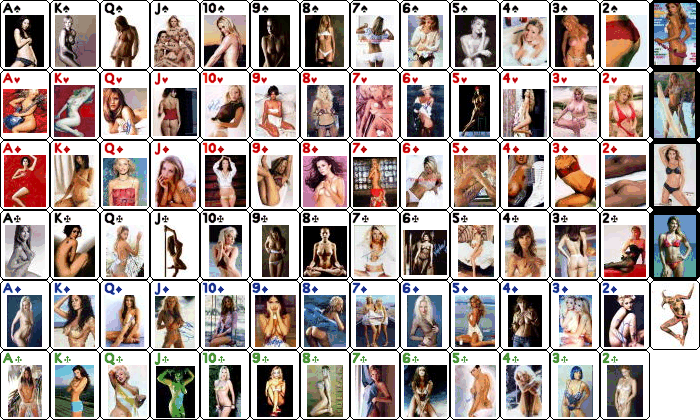 A♠ K♠ Q♠ J♠ 10♠ 9♠ 8♠ 7♠ 6♠ 5♠ 4♠ 3♠ 2♠
A♥ K♥ Q♥ J♥ 10♥ 9♥ 8♥ 7♥ 6♥ 5♥ 4♥ 3♥ 2♥
A♦ K♦ Q♦ J♦ 10♦ 9♦ 8♦ 7♦ 6♦ 5♦ 4♦ 3♦ 2♦
A♣ K♣ Q♣ J♣ 10♣ 9♣ 8♣ 7♣ 6♣ 5♣ 4♣ 3♣ 2♣
A♦ K♦ Q♦ J♦ 10♦ 9♦ 8♦ 7♦ 6♦ 5♦ 4♦ 3♦ 2♦
A♣ K♣ Q♣ J♣ 10♣ 9♣ 8♣ 7♣ 6♣ 5♣ 4♣ 3♣ 2♣